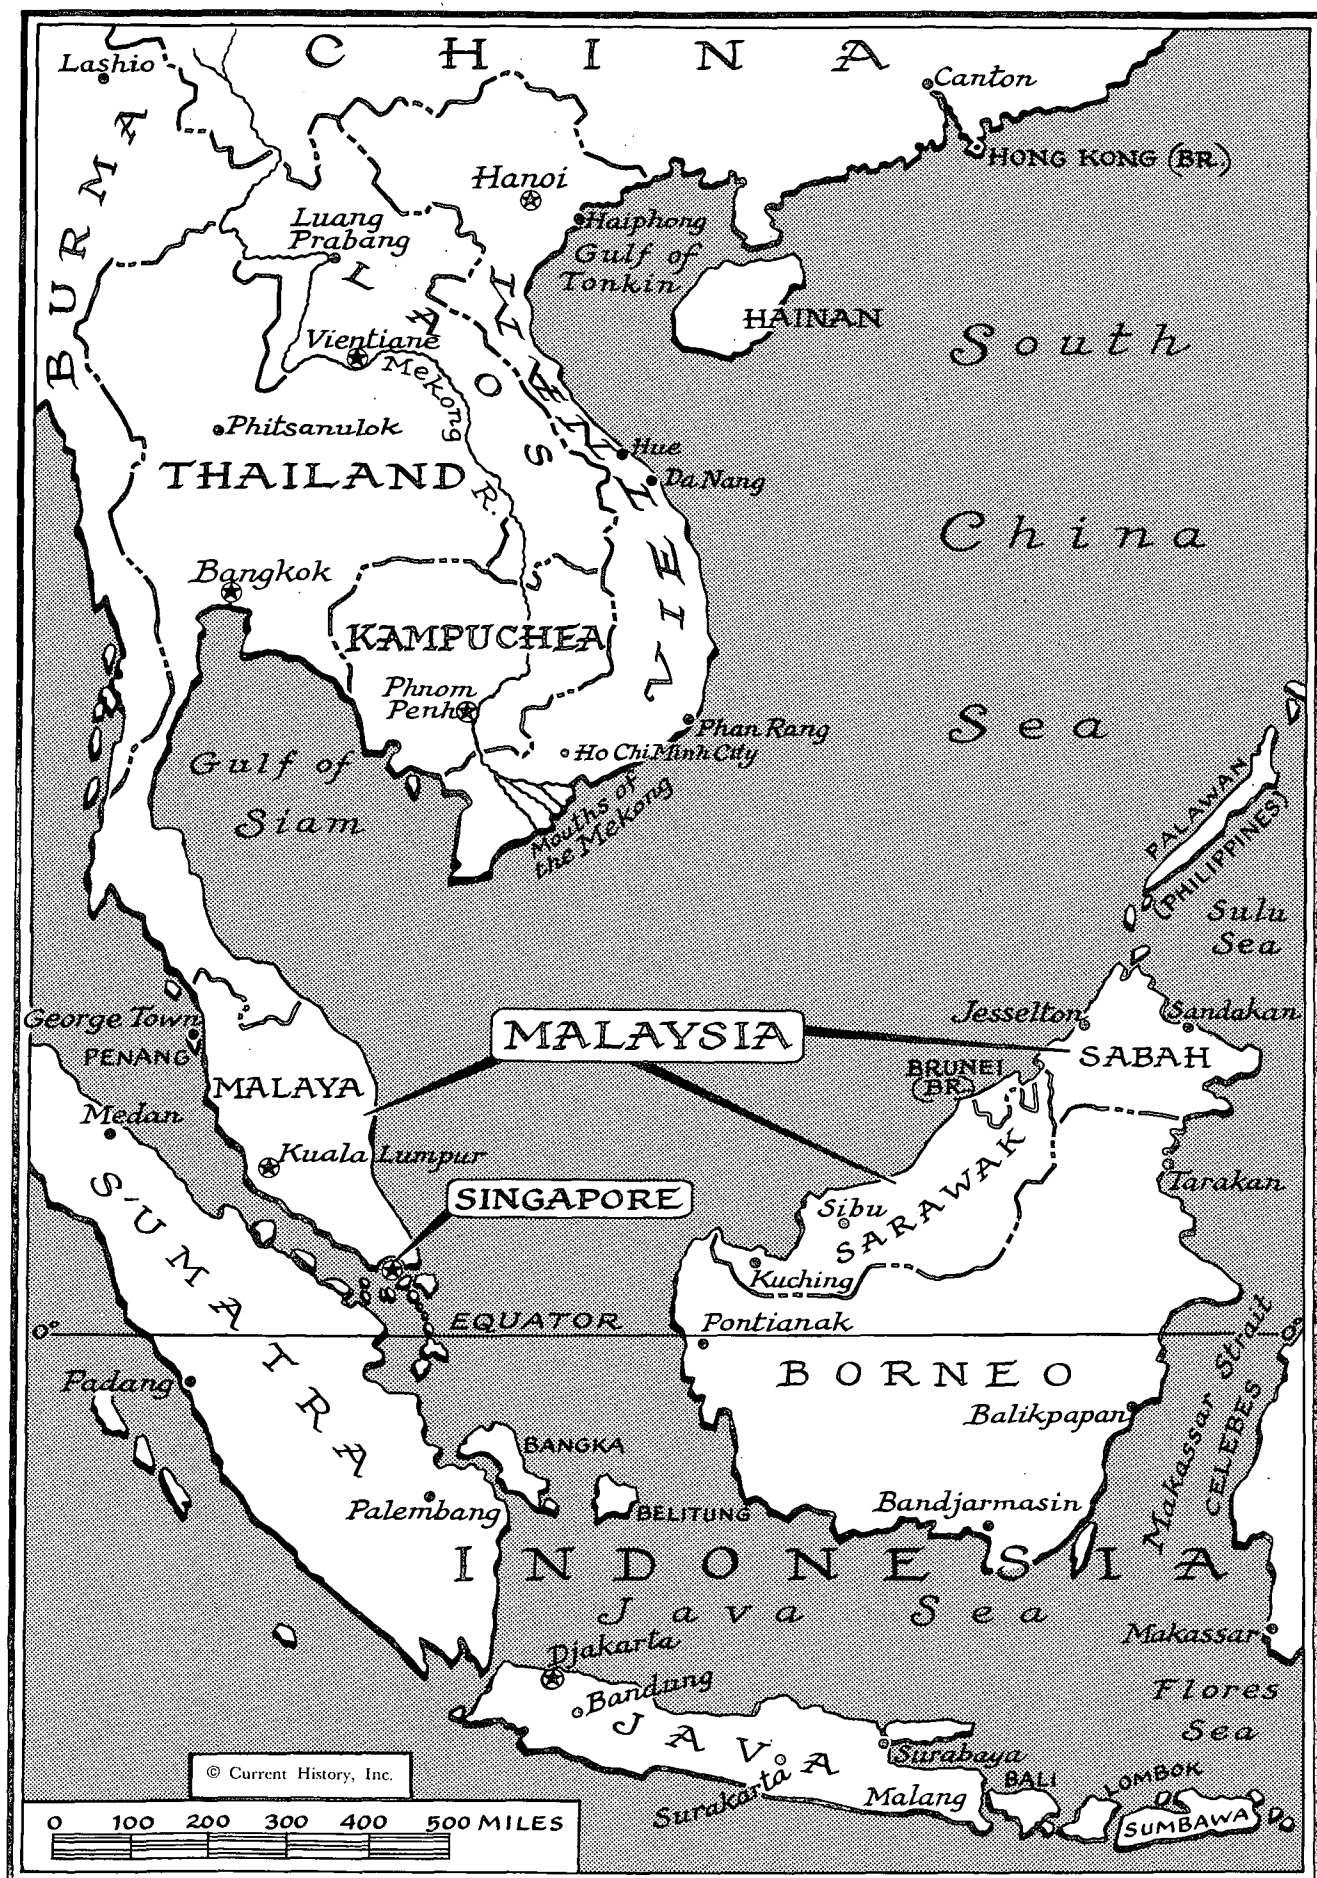 CHINA
Lashio
Canton
BURMA
HONG KONG (BR)
Hanoi
Haiphong
Luang
Prabang
Gulf of
Tonkin
LAOS
HAINAN
VIETNAM
Vientiane
Mekong R.
South
China
Sea
Phitsanulok
Hue
THAILAND
Da Nang
Bangkok
KAMPUCHEA
Phnom
Penh
Phan Rang
Ho Chi Minh City
Gulf of
Siam
Mouths of
the Mekong
PALAWAN
(PHILIPPINES)
Sulu
Sea
George Town
PENANG
MALAYSIA
Jesselton
Sandakan
SABAH
BRUNEI
(BR.)
MALAYA
Medan
Kuala Lumpur
SINGAPORE
SARAWAK
Sibu
Tarakan
SUMATRA
Kuching
EQUATOR
0°
0°
Pontianak
BORNEO
Makassar Strait
CELEBES
Padang
Balikpapan
BANGKA
Palembang
BELITUNG
Bandjarmasin
INDONESIA
Java Sea
Djakarta
Makassar
Bandung
Flores
Sea
JAVA
Surabaya
Surakarta
Malang
BALI
LOMBOK
SUMBAWA
© Current History, Inc.
0 100 200 300 400 500 MILES